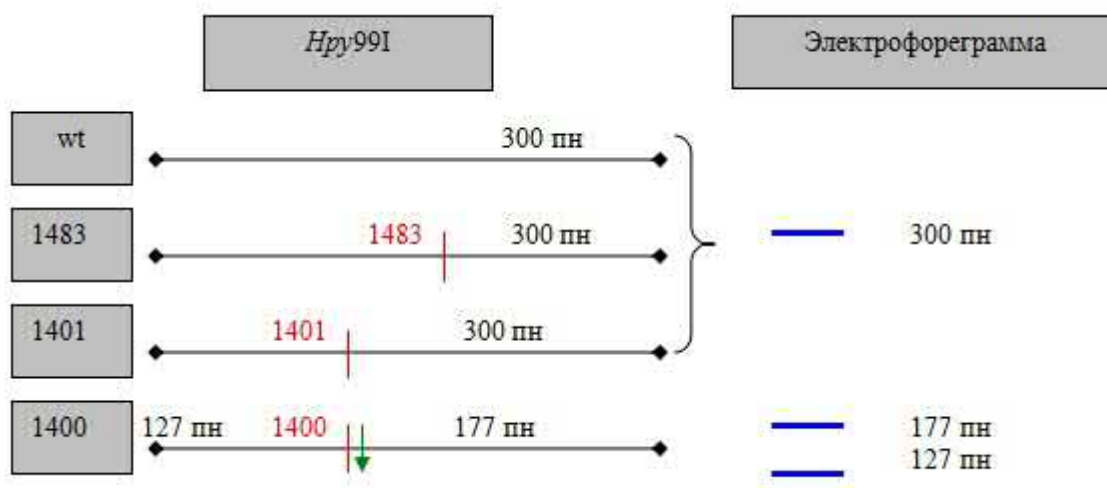 Hpy99I
Электрофореграмма
wt
300 пн
1483
1483
300 пн
300 пн
1401
1401
300 пн
1400
127 пн
1400
177 пн
177 пн
127 пн